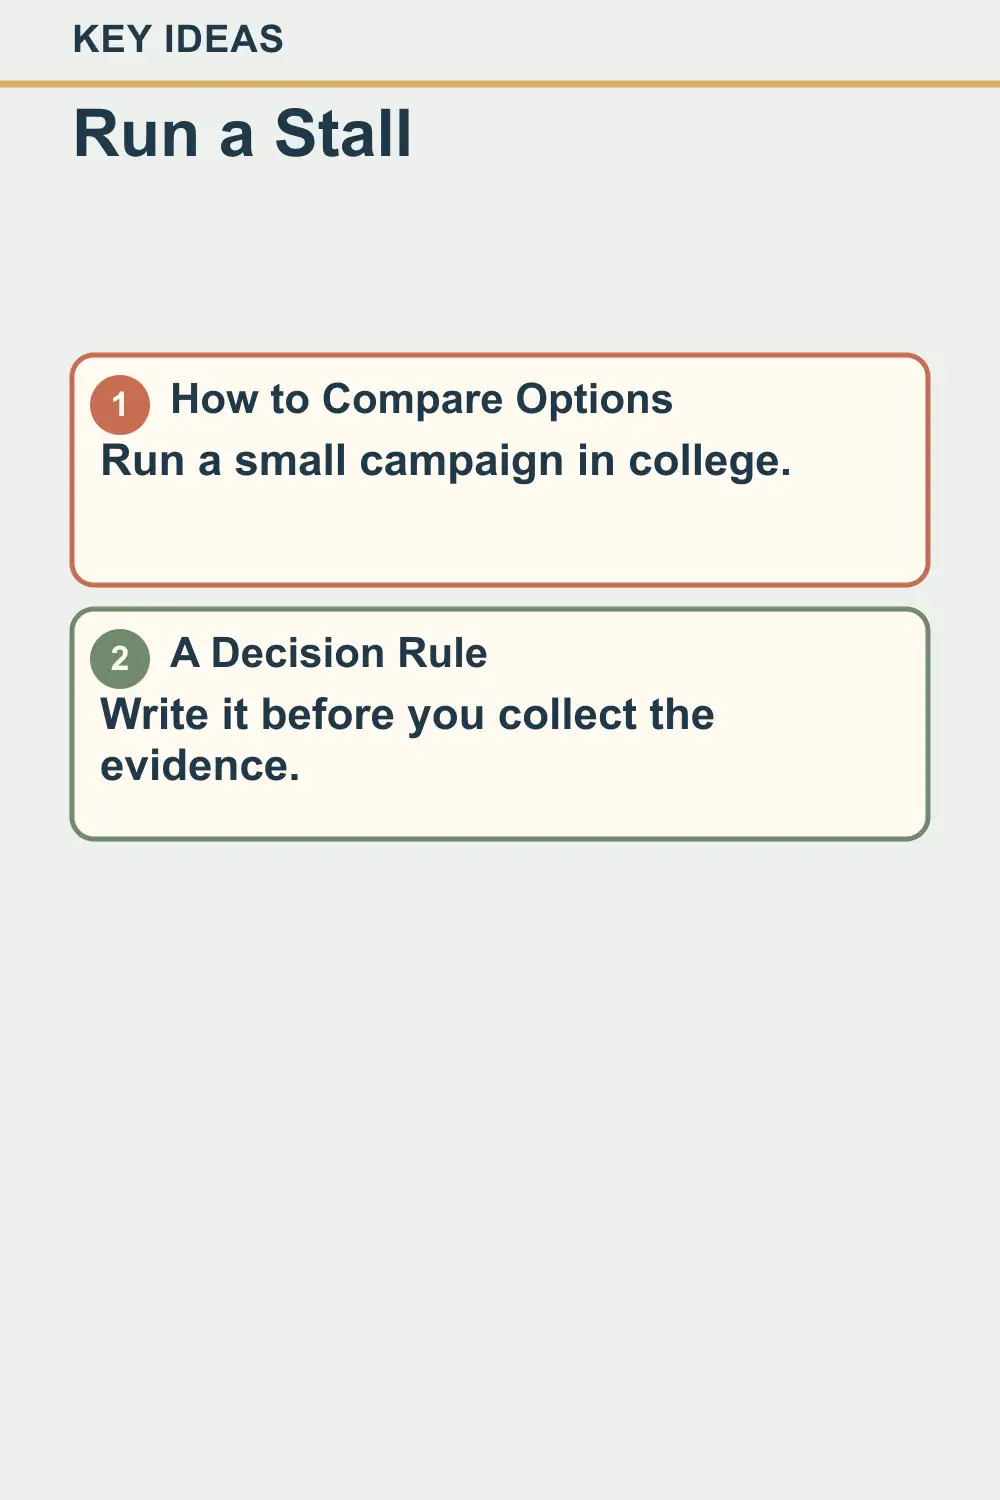 KEY IDEAS
Run a Stall
1 How to Compare Options
Run a small campaign in college.
2 A Decision Rule
Write it before you collect the
evidence.